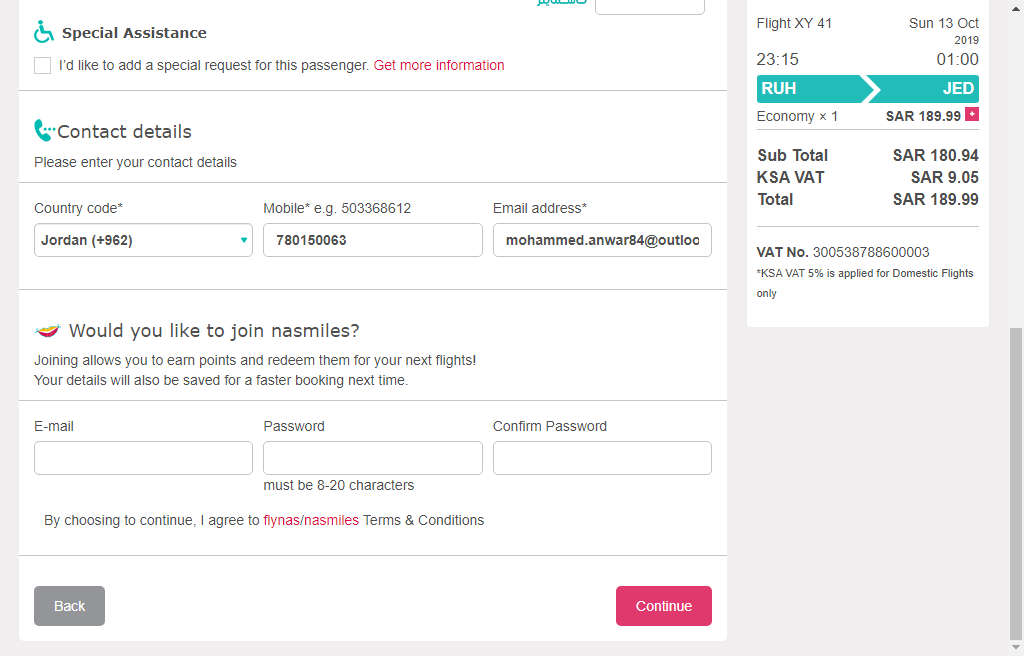 Special Assistance
I'd like to add a special request for this passenger. Get more information
Contact details
Please enter your contact details
Country code*
Mobile* e.g. 503368612
Email address*
Jordan (+962)
780150063
mohammed.anwar84@outloo
Would you like to join nasmiles?
Joining allows you to earn points and redeem them for your next flights!
Your details will also be saved for a faster booking next time.
E-mail
Password
Confirm Password
must be 8-20 characters
By choosing to continue, I agree to flynas/nasmiles Terms & Conditions
Back
Continue
Flight XY 41
Sun 13 Oct
2019
23:15
01:00
RUH
JED
Economy × 1
SAR 189.99
Sub Total
SAR 180.94
KSA VAT
SAR 9.05
Total
SAR 189.99
VAT No. 300538788600003
*KSA VAT 5% is applied for Domestic Flights
only